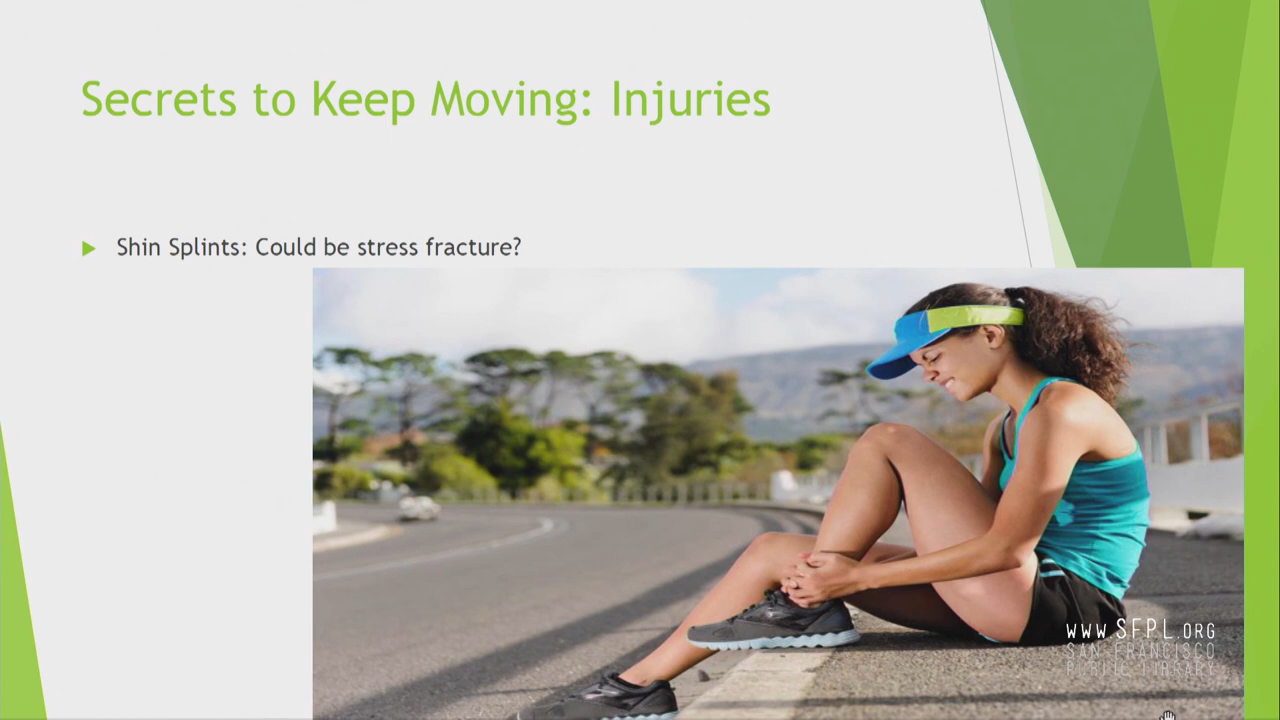 Secrets to Keep Moving: Injuries
Shin Splints: Could be stress fracture?
www.SFPL.ORG
SAN FRANCISCO
PUBLIC LIBRARY